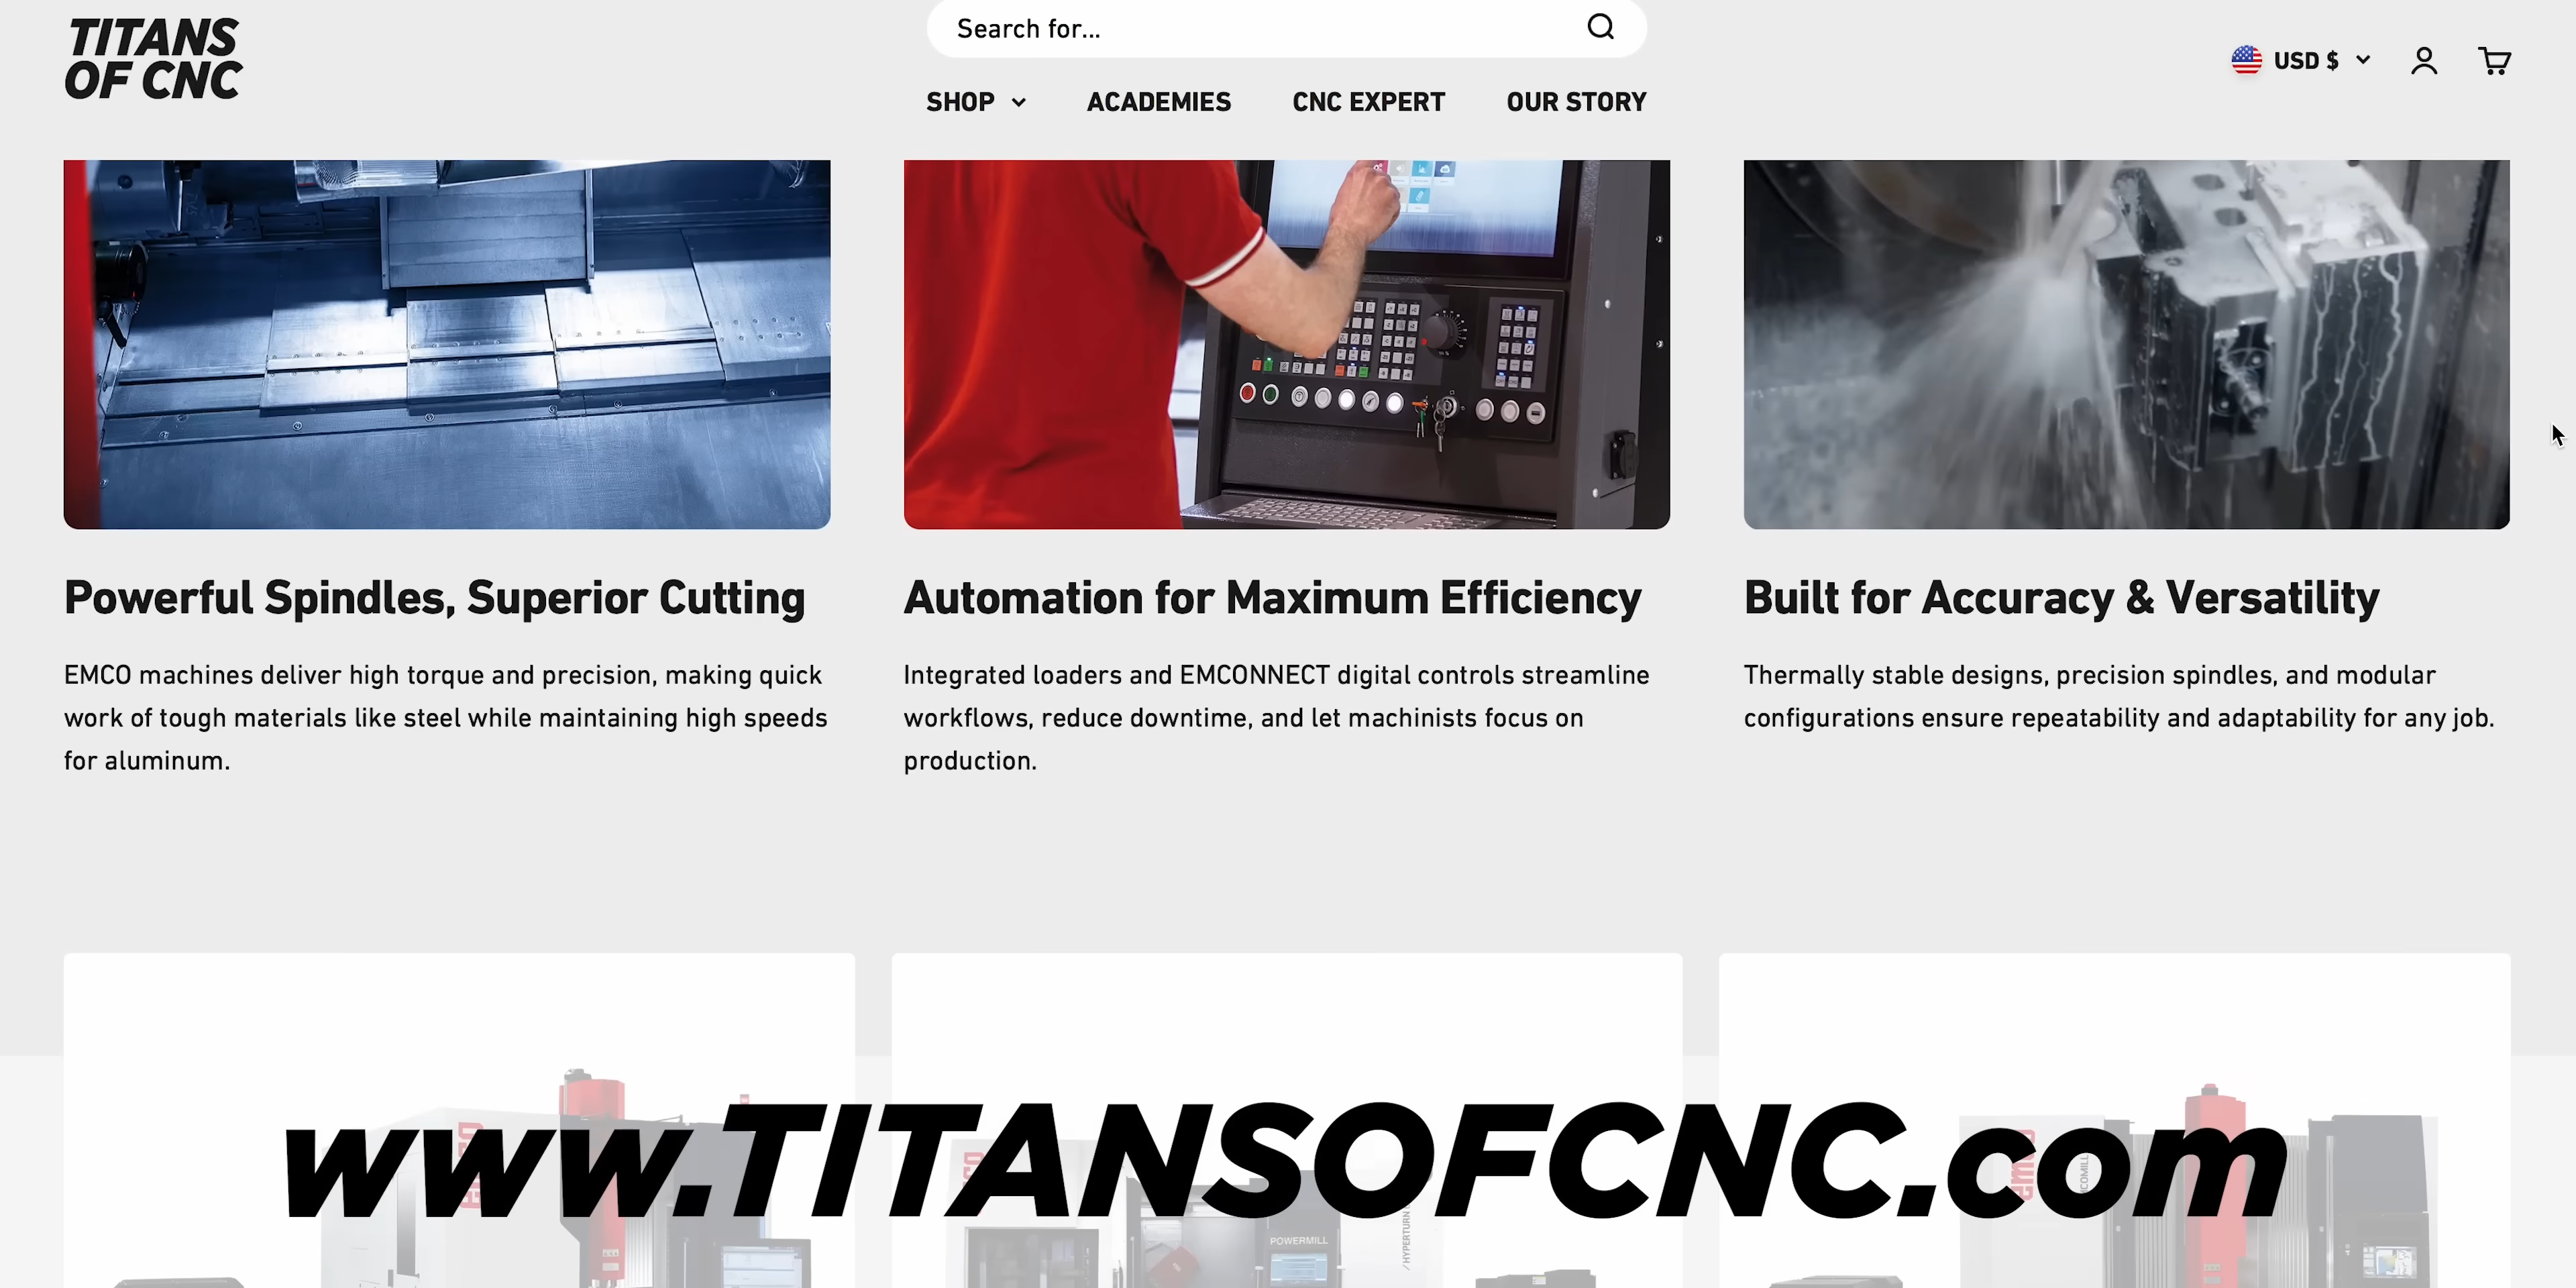 TITANS
OF CNC
Search for...
USD $
SHOP
ACADEMIES
CNC EXPERT
OUR STORY
Powerful Spindles, Superior Cutting
EMCO machines deliver high torque and precision, making quick
work of tough materials like steel while maintaining high speeds
for aluminum.
Automation for Maximum Efficiency
Integrated loaders and EMCONNECT digital controls streamline
workflows, reduce downtime, and let machinists focus on
production.
Built for Accuracy & Versatility
Thermally stable designs, precision spindles, and modular
configurations ensure repeatability and adaptability for any job.
www.TITANSOFCNC.com
POWERMILL
HYPERTURN